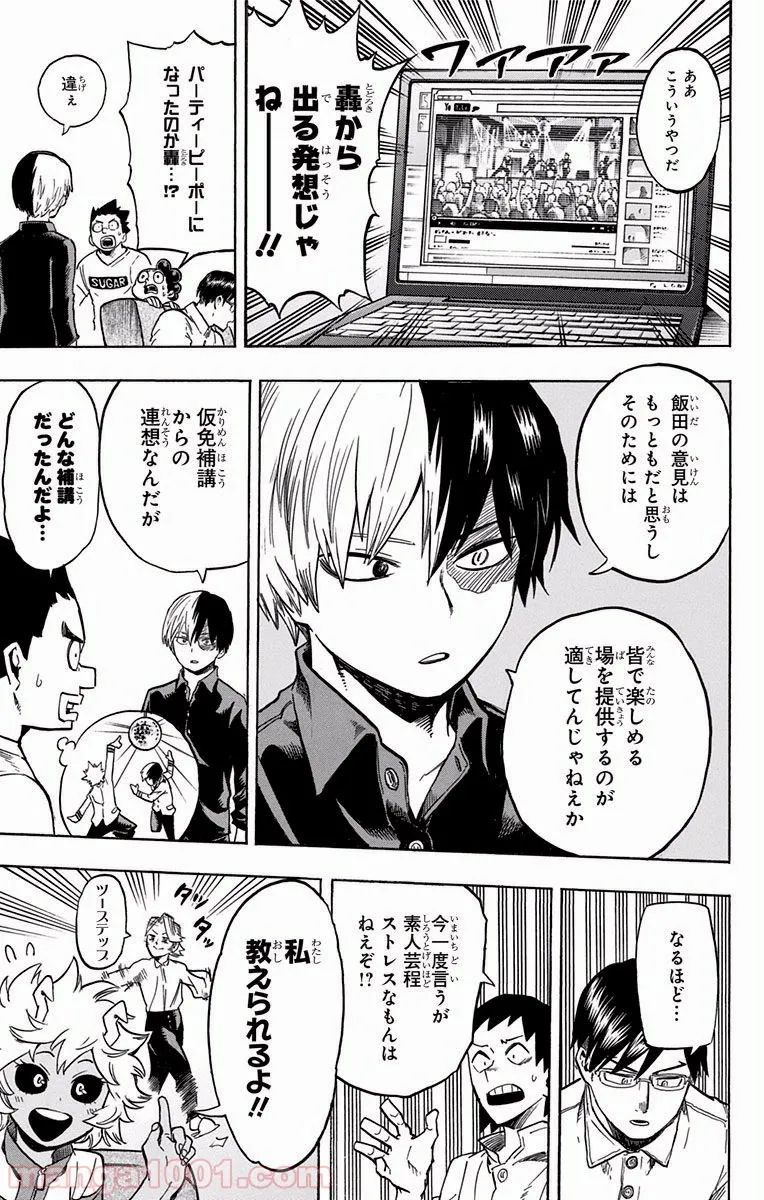 ああ
こういうやつだ
ワアアア
轟から
出る発想じゃ
ね――――!!
パーティーピーポーに
なったのか轟…!?
違え
SUGAR
飯田の意見は
もっともだと思うし
そのためには
皆で楽しめる
場を提供するのが
適してんじゃねえか
仮免補講
からの
連想なんだが
どんな補講
だったんだよ…
なるほど…
今一度言うが
素人芸程
ストレスなもんは
ねえぞ!?
私
教えられるよ!!
タッ
タッ
ツーステップ
manga1001.com